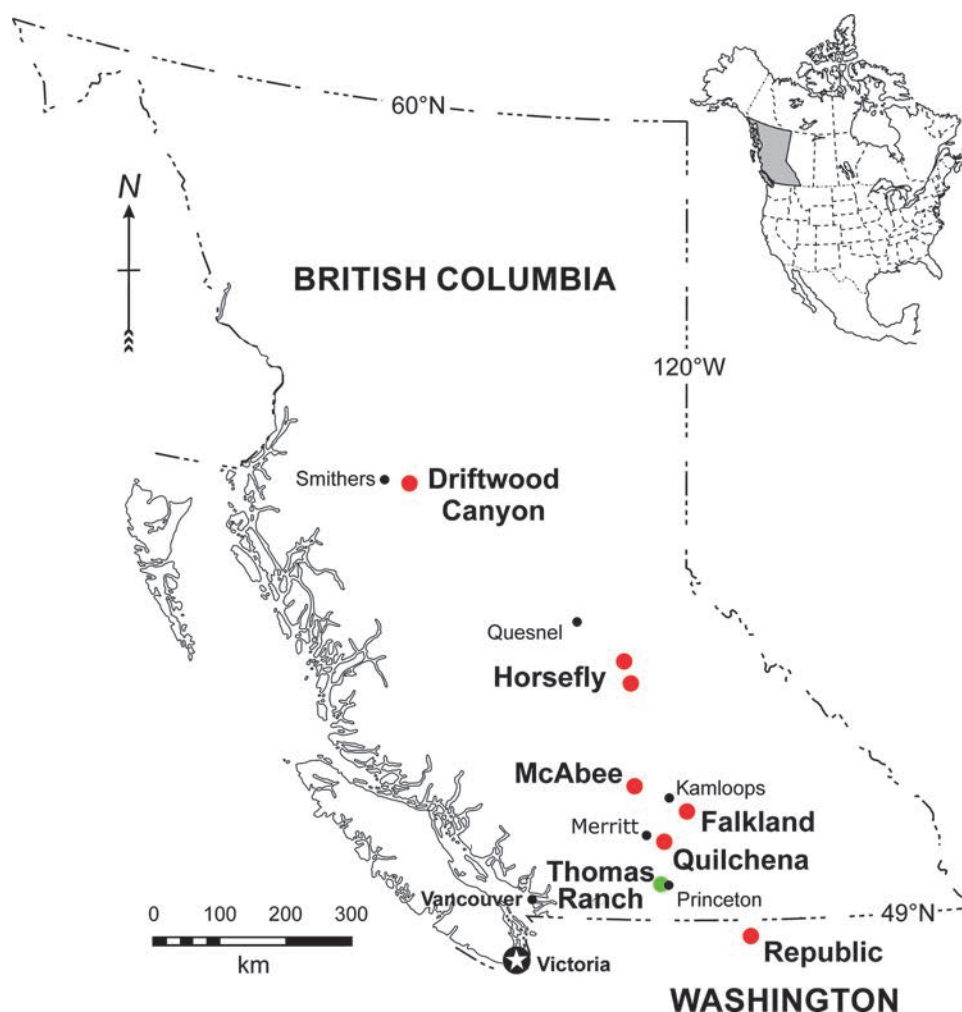 60°N
N
BRITISH COLUMBIA
120°W
Smithers
Driftwood
Canyon
Quesnel
Horsefly
McAbee
Kamloops
Falkland
Merritt
Quilchena
Thomas
Ranch
Princeton
Vancouver
49°N
0 100 200 300
km
Republic
Victoria
WASHINGTON